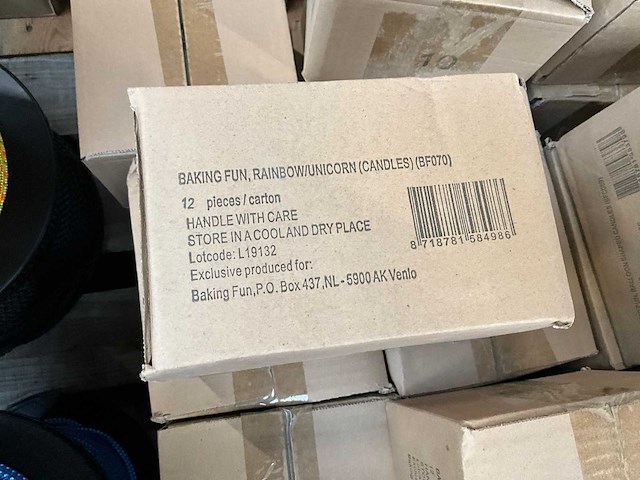 10
BAKING FUN, RAINBOW/UNICORN (CANDLES) (BF070)
12 pieces / carton
HANDLE WITH CARE
STORE IN A COOL AND DRY PLACE
Lotcode: L19132
Exclusive produced for:
Baking Fun,P.O. Box 437,NL - 5900 AK Venlo
8 718781 584986